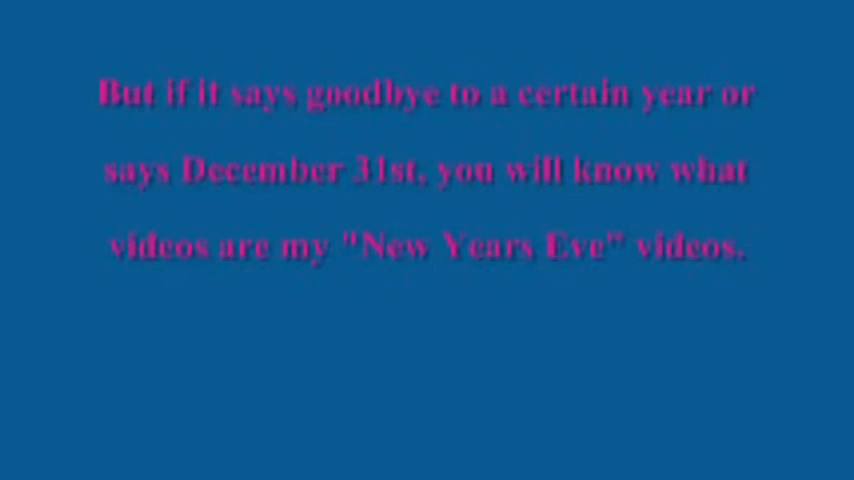 But if it says goodbye to a certain year or
says December 31st, you will know what
videos are my "New Years Eve" videos.